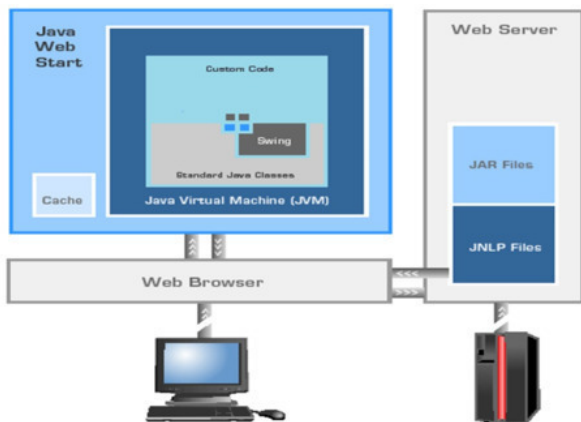 Java
Web
Start
Custom Code
Swing
Standard Java Classes
Java Virtual Machine (JVM)
Cache
Web Server
JAR Files
JNLP Files
Web Browser